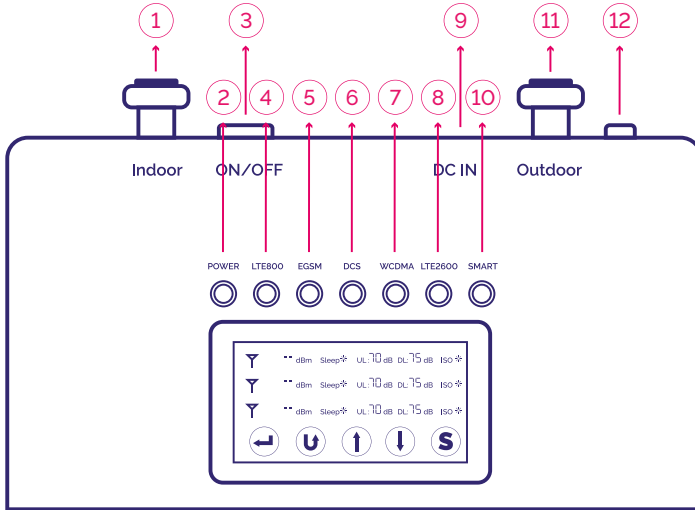 1 3 9 11 12
2 4 5 6 7 8 10
Indoor ON/OFF DC IN Outdoor
POWER LTE800 EGSM DCS WCDMA LTE2600 SMART
-- dBm Sleep UL: 70 dB DL: 75 dB ISO
-- dBm Sleep UL: 70 dB DL: 75 dB ISO
-- dBm Sleep UL: 70 dB DL: 75 dB ISO
S